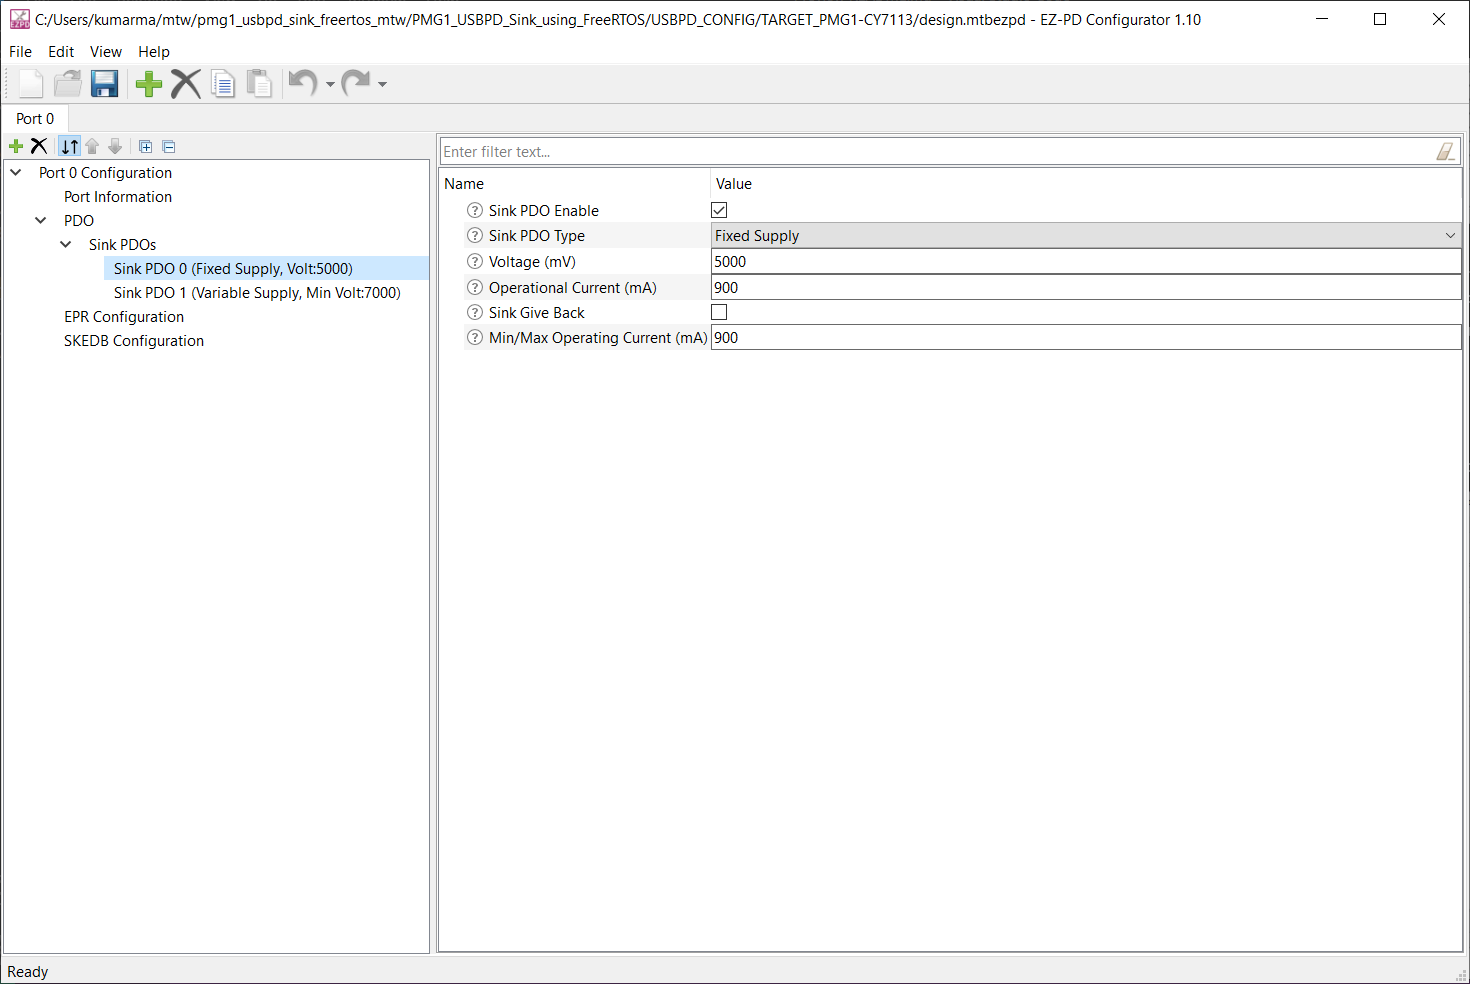 C:/Users/kumarma/mtw/pmg1_usbpd_sink_freertos_mtw/PMG1_USBPD_Sink_using_FreeRTOS/USBPD_CONFIG/TARGET_PMG1-CY7113/design.mtbezpd - EZ-PD Configurator 1.10
File Edit View Help
Port 0
Port 0 Configuration
Port Information
PDO
Sink PDOs
Sink PDO 0 (Fixed Supply, Volt:5000)
Sink PDO 1 (Variable Supply, Min Volt:7000)
EPR Configuration
SKEDB Configuration
Enter filter text...
Name Value
Sink PDO Enable
Sink PDO Type Fixed Supply
Voltage (mV) 5000
Operational Current (mA) 900
Sink Give Back
Min/Max Operating Current (mA) 900
Ready